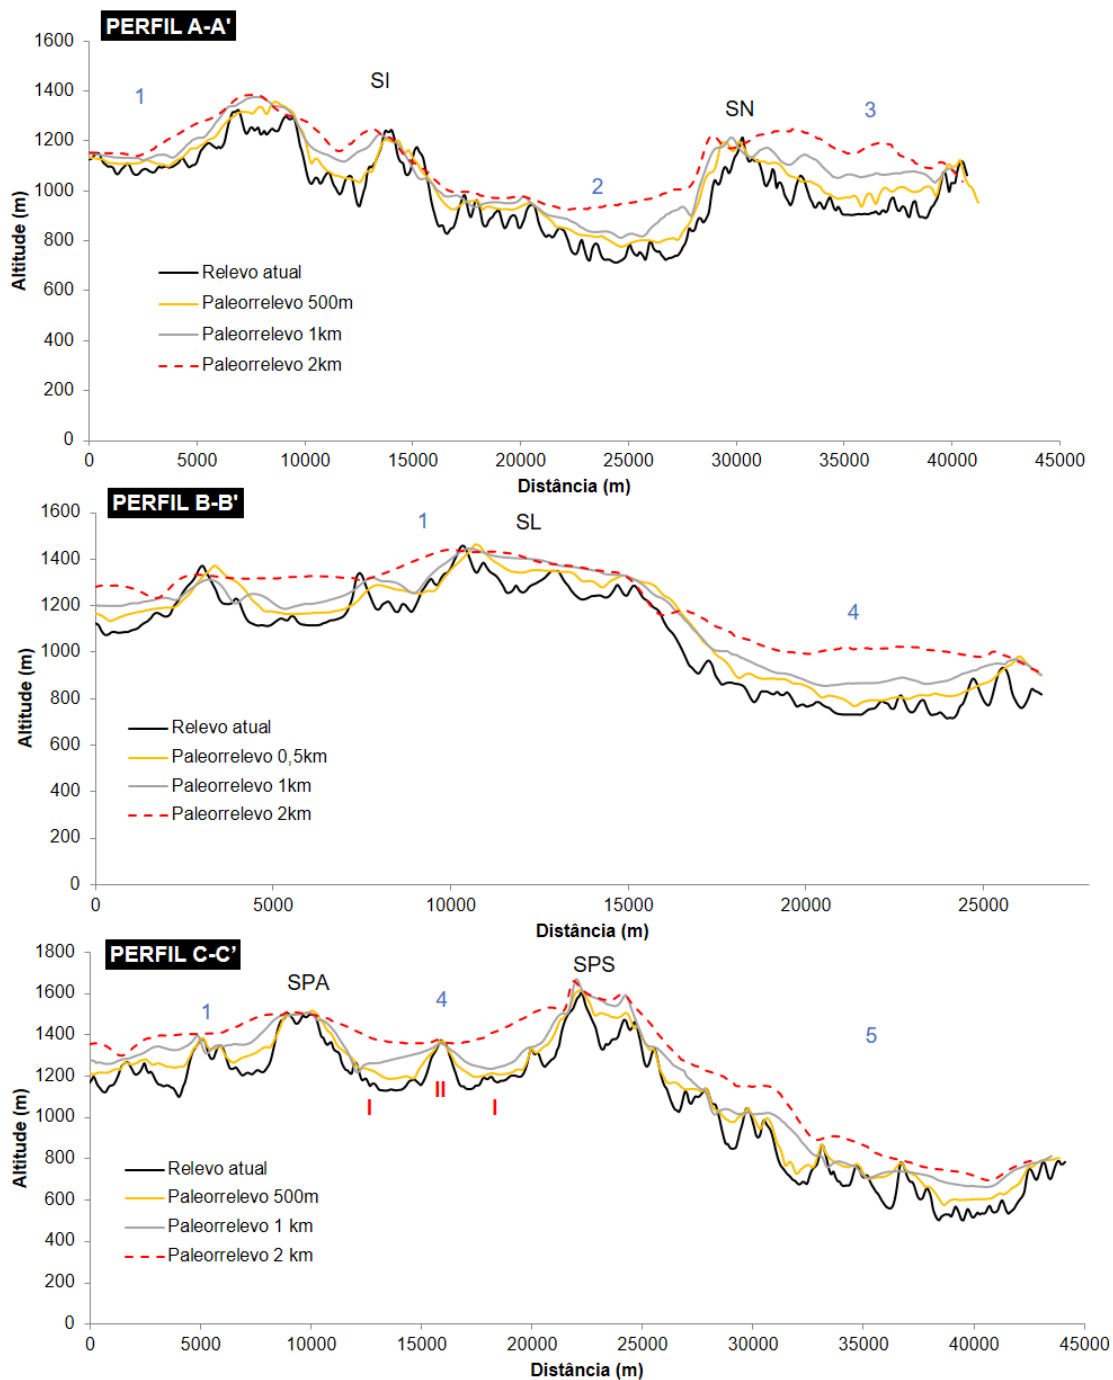 PERFIL A-A'
1600
1400
1200
1000
800
600
400
200
0
Altitude (m)
1
SI
2
SN
3
Relevo atual
Paleorrelevo 500m
Paleorrelevo 1km
Paleorrelevo 2km
0 5000 10000 15000 20000 25000 30000 35000 40000 45000
Distância (m)
PERFIL B-B'
1600
1400
1200
1000
800
600
400
200
0
Altitude (m)
1
SL
4
Relevo atual
Paleorrelevo 0,5km
Paleorrelevo 1km
Paleorrelevo 2km
0 5000 10000 15000 20000 25000
Distância (m)
PERFIL C-C’
1800
1600
1400
1200
1000
800
600
400
200
0
Altitude (m)
1
SPA
4
SPS
5
I II I
Relevo atual
Paleorrelevo 500m
Paleorrelevo 1 km
Paleorrelevo 2 km
0 5000 10000 15000 20000 25000 30000 35000 40000 45000
Distância (m)